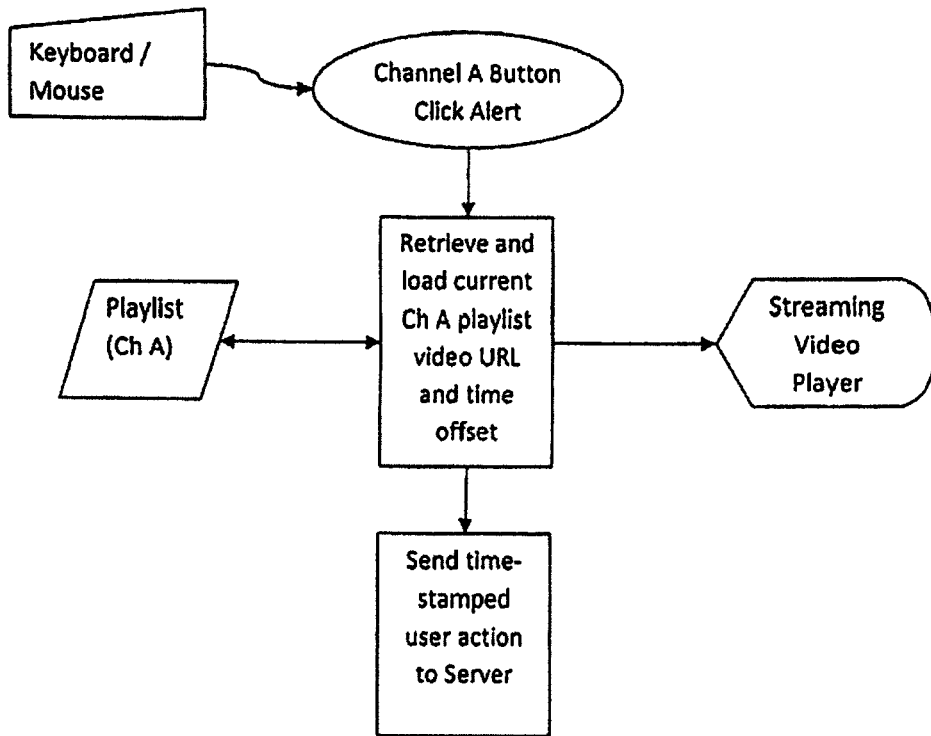 Keyboard /
Mouse
Channel A Button
Click Alert
Retrieve and
load current
Ch A playlist
video URL
and time
offset
Playlist
(Ch A)
Streaming
Video
Player
Send time-
stamped
user action
to Server